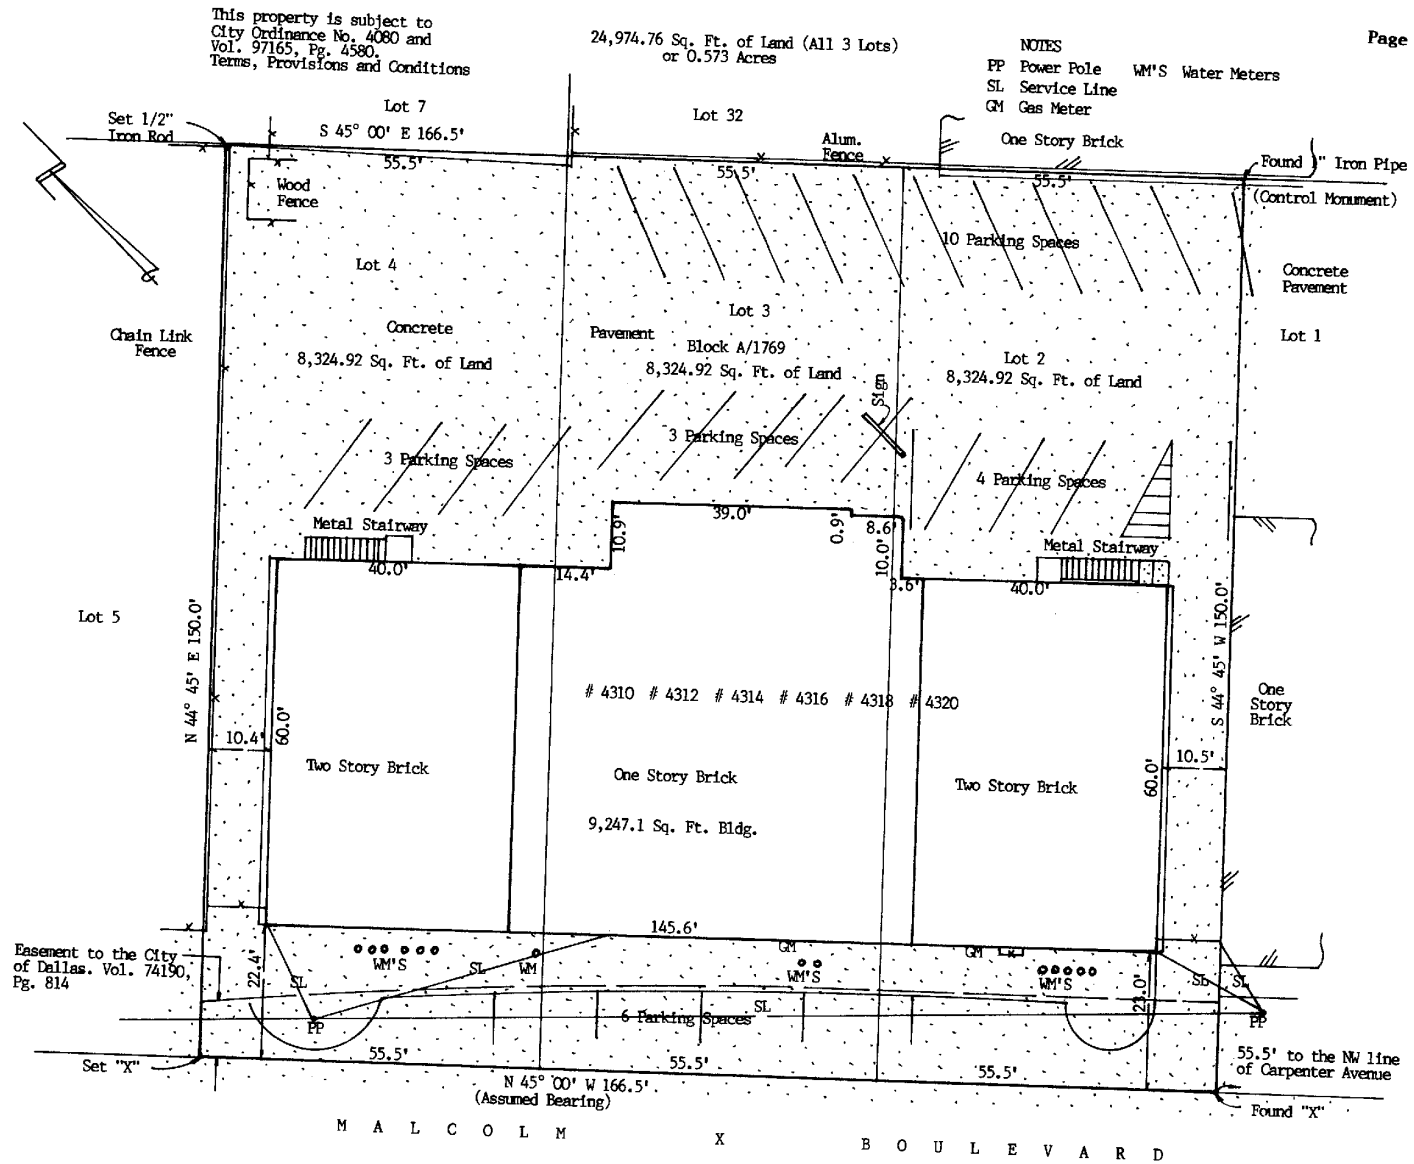 This property is subject to
City Ordinance No. 4080 and
Vol. 97165, Pg. 4580.
Terms, Provisions and Conditions
24,974.76 Sq. Ft. of Land (All 3 Lots)
or 0.573 Acres
NOTES
PP Power Pole WM'S Water Meters
SL Service Line
GM Gas Meter
Page
Lot 7
Set 1/2"
Iron Rod
S 45° 00' E 166.5'
Lot 32
Alum.
Fence
One Story Brick
Found 1" Iron Pipe
(Control Monument)
55.5'
55.5'
55.5'
Wood
Fence
10 Parking Spaces
Lot 4
Concrete
Pavement
Lot 3
Chain Link
Fence
Concrete
Pavement
Block A/1769
Lot 1
8,324.92 Sq. Ft. of Land
8,324.92 Sq. Ft. of Land
Lot 2
8,324.92 Sq. Ft. of Land
Sign
3 Parking Spaces
3 Parking Spaces
4 Parking Spaces
Metal Stairway
40.0'
14.4'
10.9'
39.0'
0.9'
8.6'
10.0'
3.6'
Metal Stairway
40.0'
Lot 5
N 44° 45' E 150.0'
S 44° 45' W 150.0'
# 4310 # 4312 # 4314 # 4316 # 4318 # 4320
One
Story
Brick
10.4'
60.0'
Two Story Brick
One Story Brick
Two Story Brick
60.0'
10.5'
9,247.1 Sq. Ft. Bldg.
145.6'
GM
GM
Easement to the City
of Dallas. Vol. 74190,
Pg. 814
22.4'
SL
WM'S
SL
WM
WM'S
WM'S
23.0'
SL
SL
SL
PP
6 Parking Spaces
PP
Set "X"
55.5'
55.5'
55.5'
55.5' to the NW line
of Carpenter Avenue
N 45° 00' W 166.5'
(Assumed Bearing)
Found "X"
MALCOLM X BOULEVARD